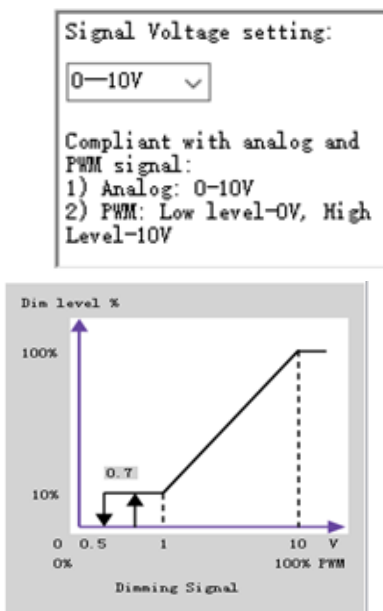 Signal Voltage setting:
0—10V
Compliant with analog and
PWM signal:
1) Analog: 0-10V
2) PWM: Low level-0V, High
Level-10V
Dim level %
100%
0.7
10%
0 0.5 1 10 V
0% 100% PWM
Dimming Signal